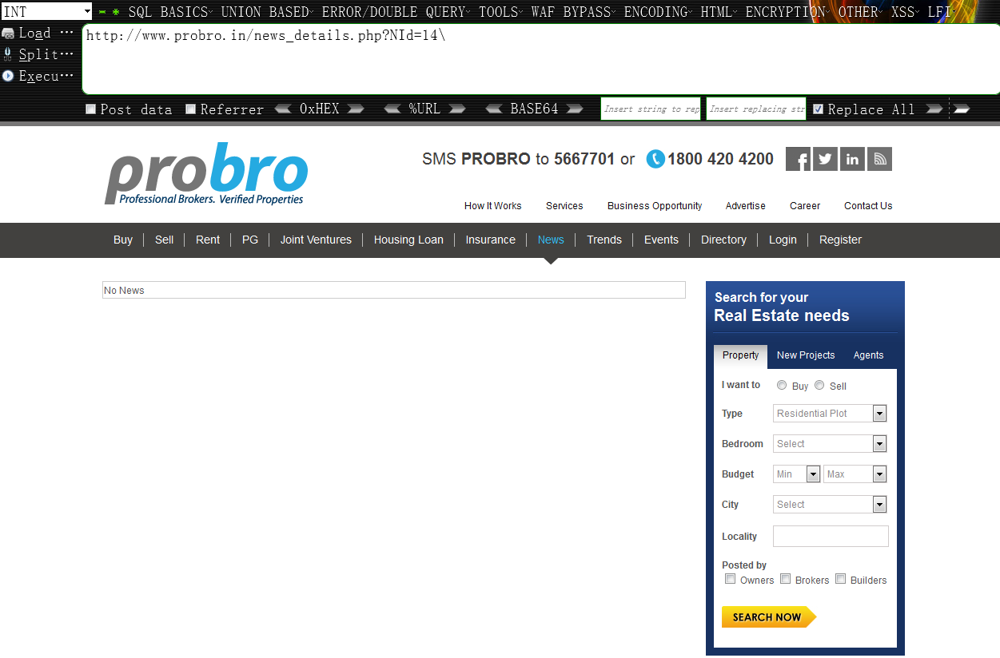 INT SQL BASICS UNION BASED ERROR/DOUBLE QUERY TOOLS WAF BYPASS ENCODING HTML ENCRYPTION OTHER XSS LFI
Load ...
http://www.probro.in/news_details.php?NId=14\
Split...
Execu...
Post data Referrer 0xHEX %URL BASE64 Insert string to rep Insert replacing str Replace All
probro
Professional Brokers. Verified Properties
SMS PROBRO to 5667701 or 1800 420 4200
How It Works Services Business Opportunity Advertise Career Contact Us
Buy Sell Rent PG Joint Ventures Housing Loan Insurance News Trends Events Directory Login Register
No News
Search for your
Real Estate needs
Property New Projects Agents
I want to Buy Sell
Type Residential Plot
Bedroom Select
Budget Min Max
City Select
Locality
Posted by
Owners Brokers Builders
SEARCH NOW